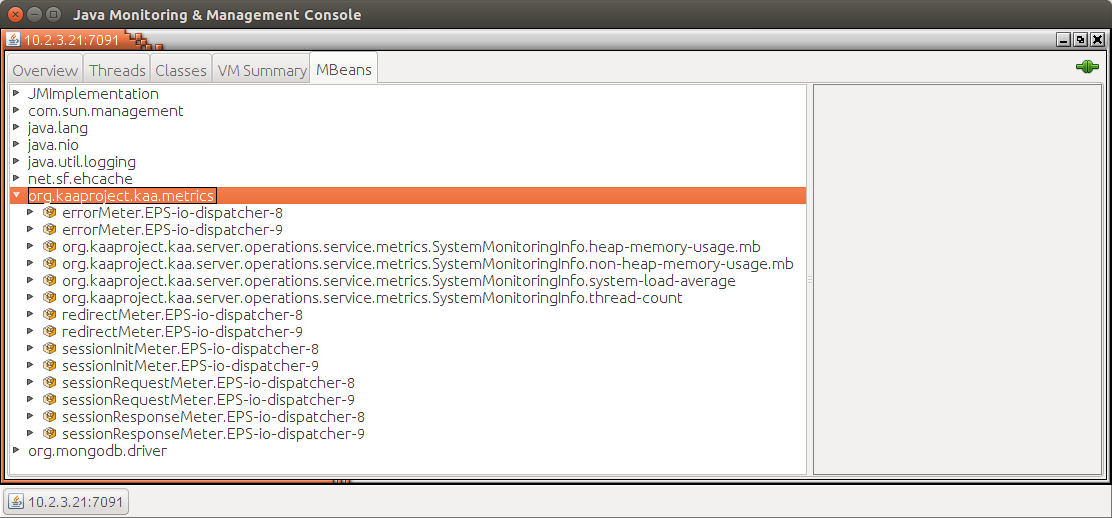 Java Monitoring & Management Console
10.2.3.21:7091
Overview Threads Classes VM Summary MBeans
JMImplementation
com.sun.management
java.lang
java.nio
java.util.logging
net.sf.ehcache
org.kaaproject.kaa.metrics
errorMeter.EPS-io-dispatcher-8
errorMeter.EPS-io-dispatcher-9
org.kaaproject.kaa.server.operations.service.metrics.SystemMonitoringInfo.heap-memory-usage.mb
org.kaaproject.kaa.server.operations.service.metrics.SystemMonitoringInfo.non-heap-memory-usage.mb
org.kaaproject.kaa.server.operations.service.metrics.SystemMonitoringInfo.system-load-average
org.kaaproject.kaa.server.operations.service.metrics.SystemMonitoringInfo.thread-count
redirectMeter.EPS-io-dispatcher-8
redirectMeter.EPS-io-dispatcher-9
sessionInitMeter.EPS-io-dispatcher-8
sessionInitMeter.EPS-io-dispatcher-9
sessionRequestMeter.EPS-io-dispatcher-8
sessionRequestMeter.EPS-io-dispatcher-9
sessionResponseMeter.EPS-io-dispatcher-8
sessionResponseMeter.EPS-io-dispatcher-9
org.mongodb.driver
10.2.3.21:7091